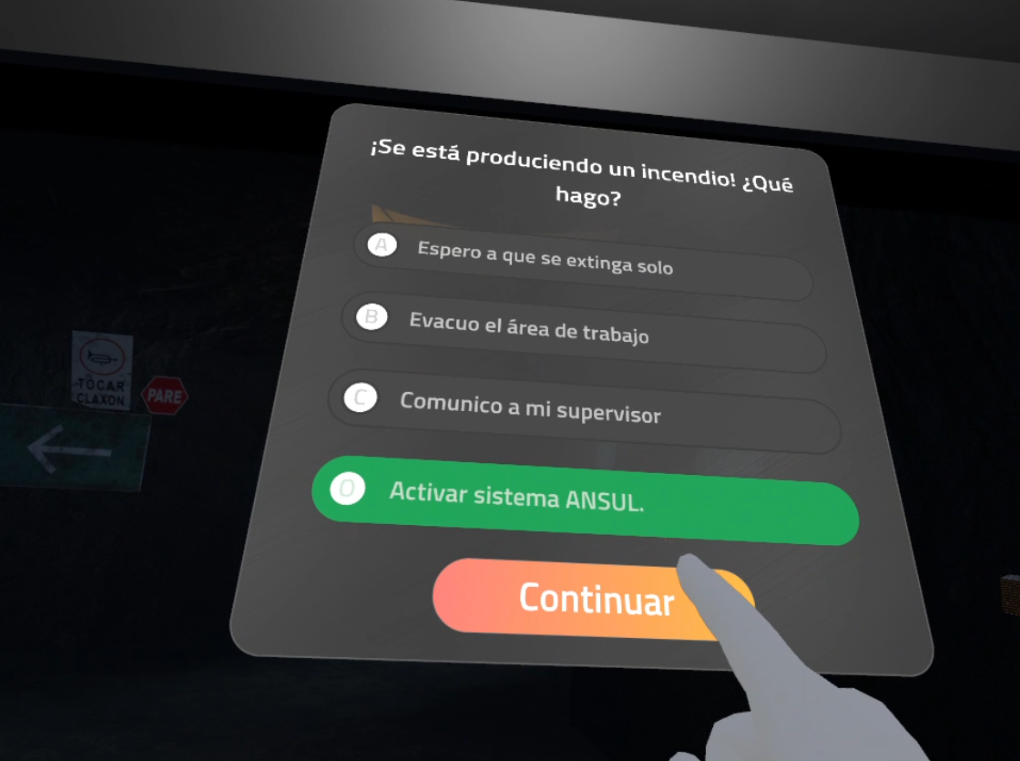 ¡Se está produciendo un incendio! ¿Qué
hago?
A Espero a que se extinga solo
B Evacuo el área de trabajo
C Comunico a mi supervisor
O Activar sistema ANSUL.
Continuar
TOCAR
CLAXON
PARE